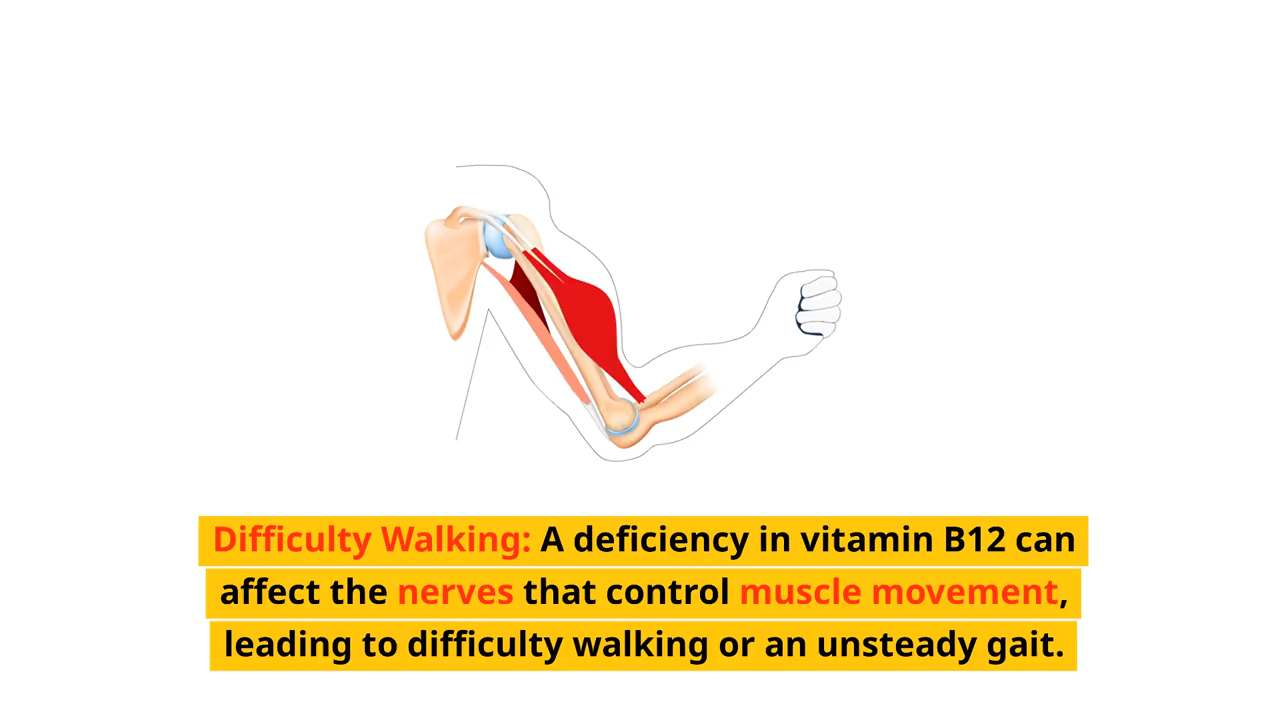 Difficulty Walking: A deficiency in vitamin B12 can
affect the nerves that control muscle movement,
leading to difficulty walking or an unsteady gait.